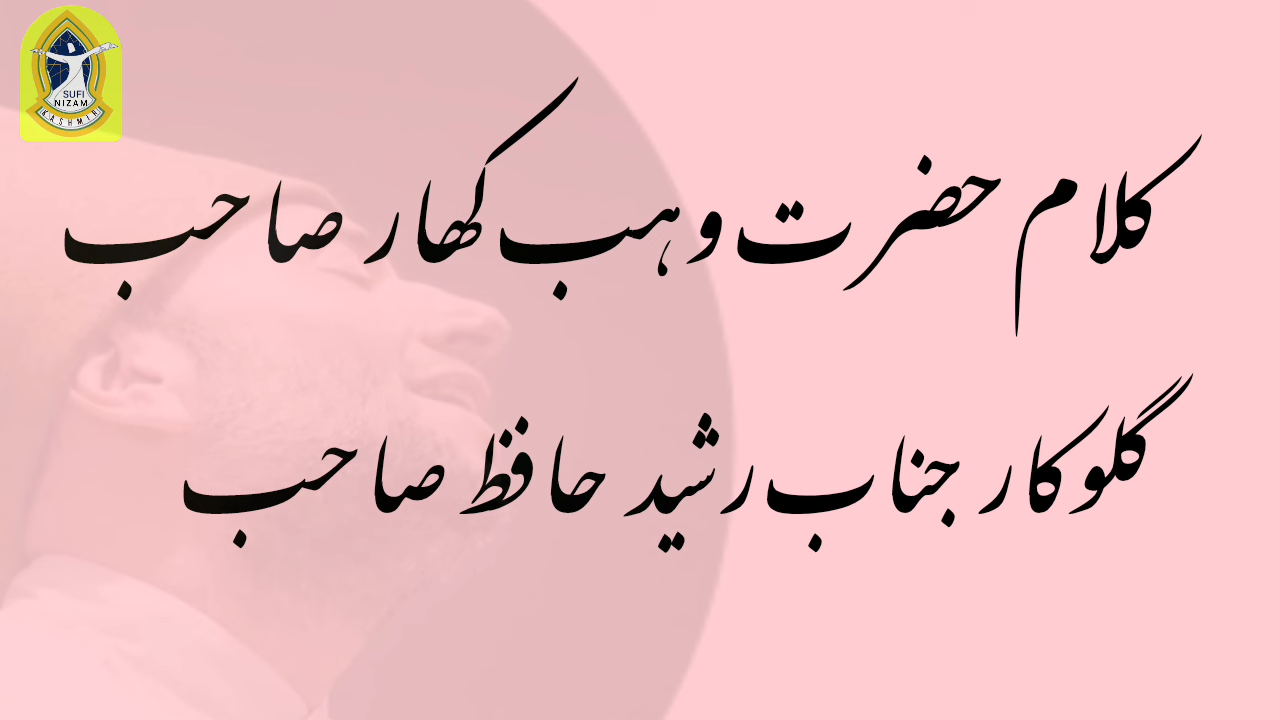 SUFI
NIZAM
KASHMIR
کلام حضرت وہب کھار صاحب
گلوکار جناب رشید حافظ صاحب